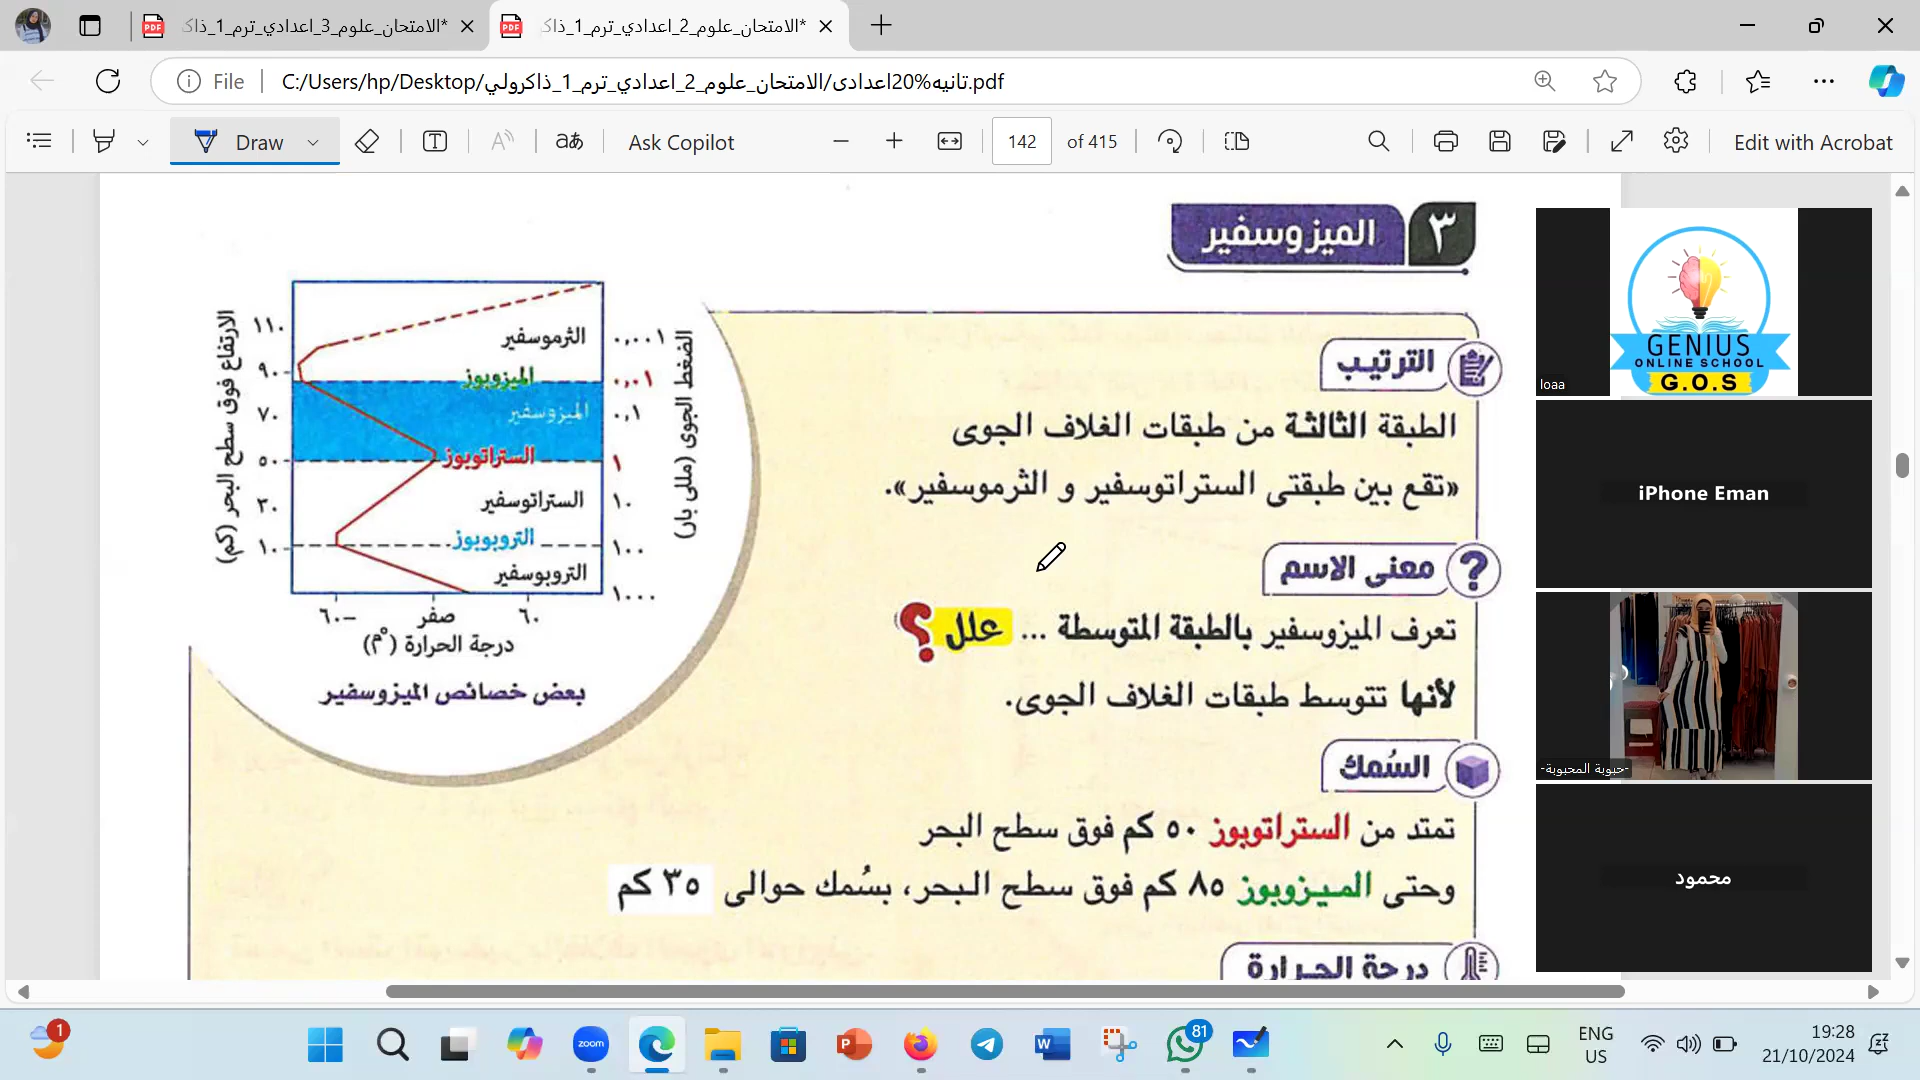 *الامتحان_علوم_3_اعدادي_ترم_1_ذاك
*الامتحان_علوم_2_اعدادي_ترم_1_ذاك
File
C:/Users/hp/Desktop/تانيه%20اعدادى/الامتحان_علوم_2_اعدادي_ترم_1_ذاكرولي.pdf
Draw
Ask Copilot
142 of 415
Edit with Acrobat
٣ الميزوسفير
الترتيب
الطبقة الثالثة من طبقات الغلاف الجوى
«تقع بين طبقتى الستراتوسفير و الثرموسفير».
معنى الاسم
تعرف الميزوسفير بالطبقة المتوسطة ... علل ؟
لأنها تتوسط طبقات الغلاف الجوى.
السُمك
تمتد من الستراتوبوز ٥٠ كم فوق سطح البحر
وحتى الميزوبوز ٨٥ كم فوق سطح البحر، بسُمك حوالى ٣٥ كم
درجة الحرارة
الارتفاع فوق سطح البحر (كم)
١١٠
٩٠
٧٠
٥٠
٣٠
١٠
الثرموسفير
الميزوبوز
الميزوسفير
الستراتوبوز
الستراتوسفير
التروبوبوز
التروبوسفير
٠,٠٠١
٠,٠١
٠,١
١
١٠
١٠٠
١٠٠٠
الضغط الجوى (مللى بار)
٦٠–
صفر
٦٠
درجة الحرارة (°م)
بعض خصائص الميزوسفير
GENIUS
ONLINE SCHOOL
G.O.S
loaa
iPhone Eman
-حبوبة المحبوبة-
محمود
1
zoom
81
ENG
US
19:28
21/10/2024